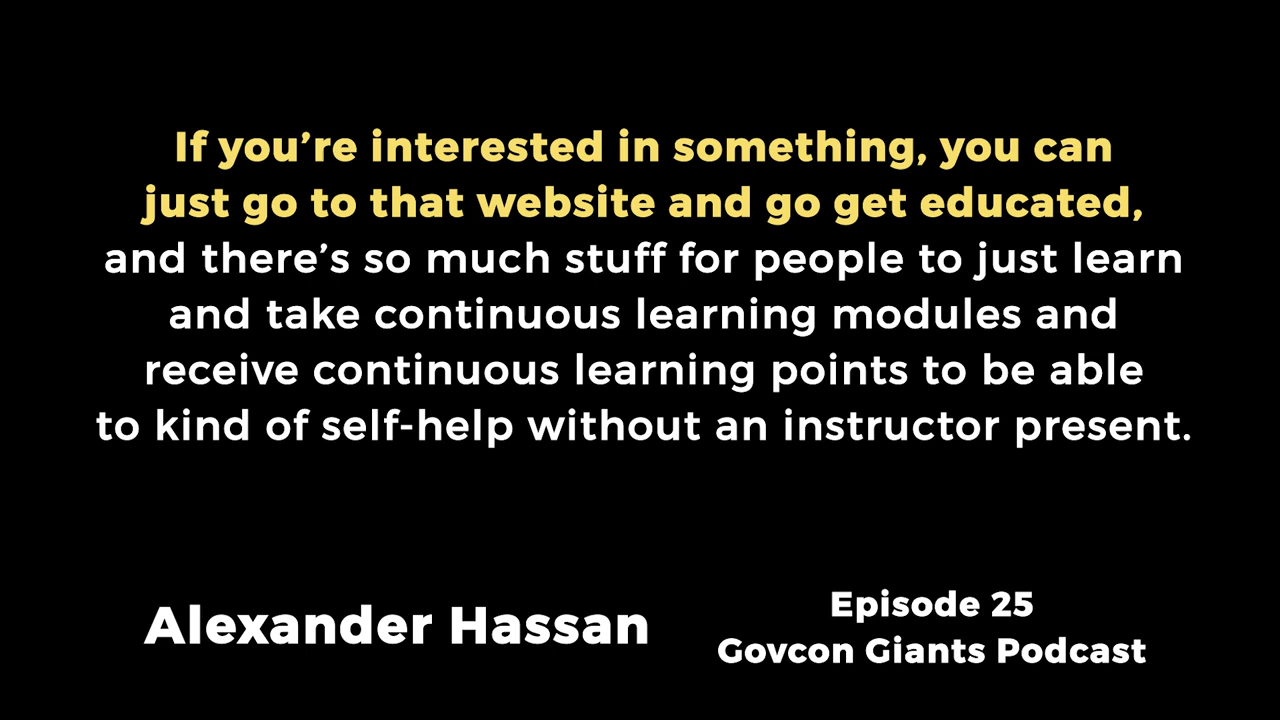 If you’re interested in something, you can
just go to that website and go get educated,
and there’s so much stuff for people to just learn
and take continuous learning modules and
receive continuous learning points to be able
to kind of self-help without an instructor present.
Alexander Hassan
Episode 25
Govcon Giants Podcast